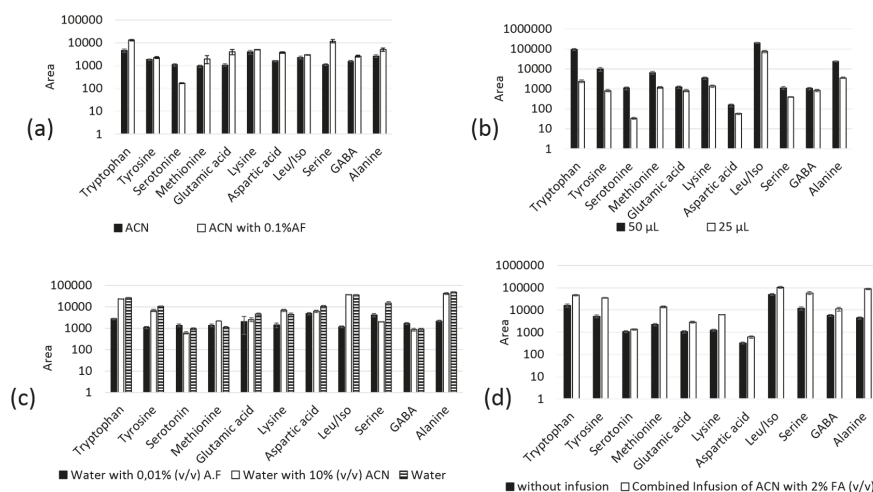 100000
10000
1000
100
10
1
Area
(a)
Tryptophan
Tyrosine
Serotonine
Methionine
Glutamic acid
Lysine
Aspartic acid
Leu/Iso
Serine
GABA
Alanine
ACN
ACN with 0.1%AF
1000000
100000
10000
1000
100
10
1
Area
(b)
Tryptophan
Tyrosine
Serotonine
Methionine
Glutamic acid
Lysine
Aspartic acid
Leu/Iso
Serine
GABA
Alanine
50 µL
25 µL
100000
10000
1000
100
10
1
Area
(c)
Tryptophan
Tyrosine
Serotonin
Methionine
Glutamic acid
Lysine
Aspartic acid
Leu/Iso
Serine
GABA
Alanine
Water with 0,01% (v/v) A.F
Water with 10% (v/v) ACN
Water
1000000
100000
10000
1000
100
10
1
Area
(d)
Tryptophan
Tyrosine
Serotonin
Methionine
Glutamic acid
Lysine
Aspartic acid
Leu/Iso
Serine
GABA
Alanine
without infusion
Combined Infusion of ACN with 2% FA (v/v)